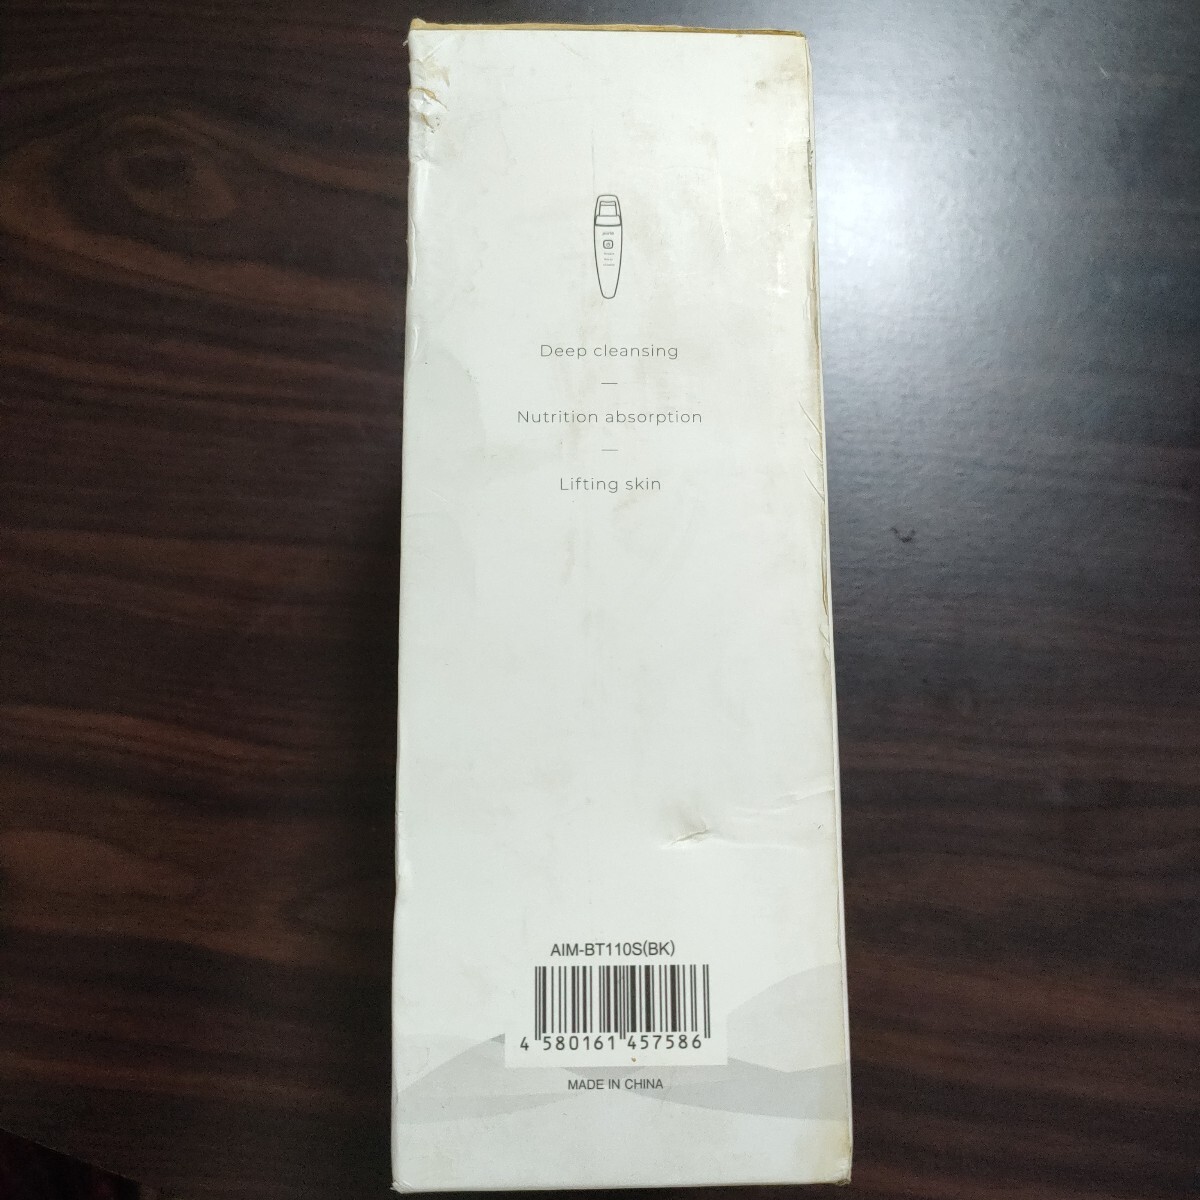 Deep cleansing
Nutrition absorption
Lifting skin
AIM-BT110S(BK)
4 580161 457586
MADE IN CHINA